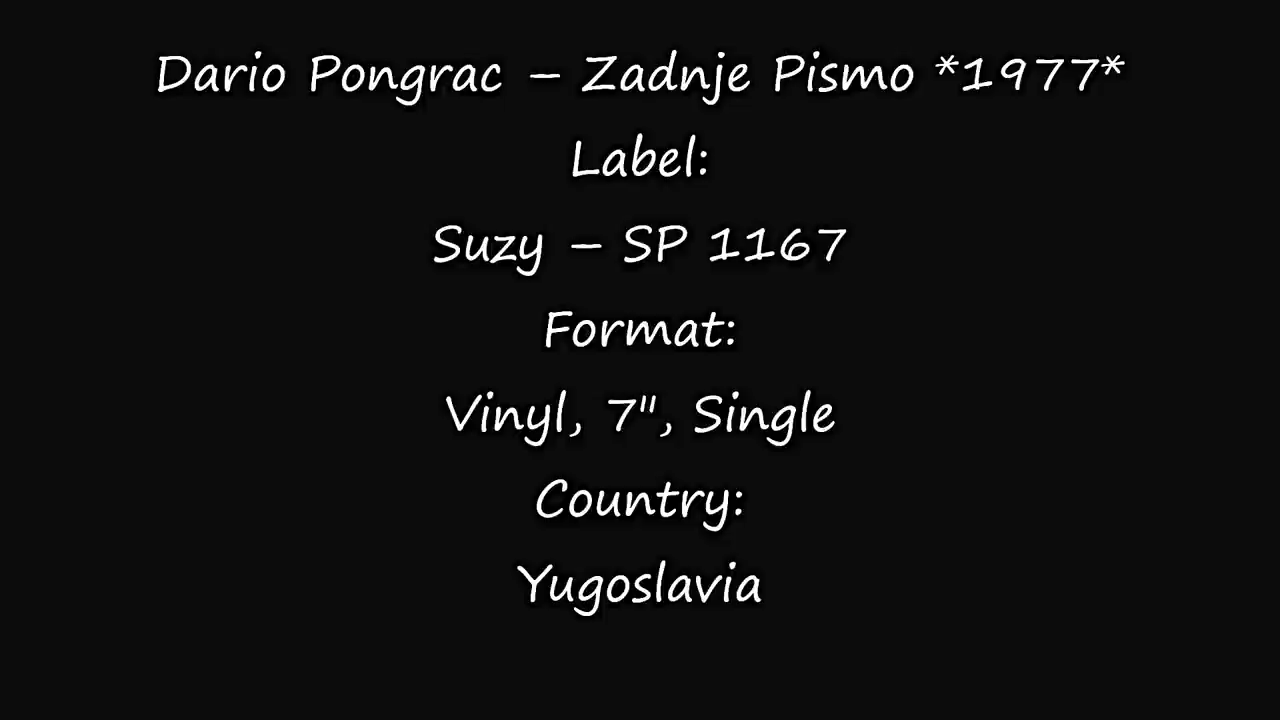 Dario Pongrac – Zadnje Pismo *1977*
Label:
Suzy – SP 1167
Format:
Vinyl, 7", Single
Country:
Yugoslavia